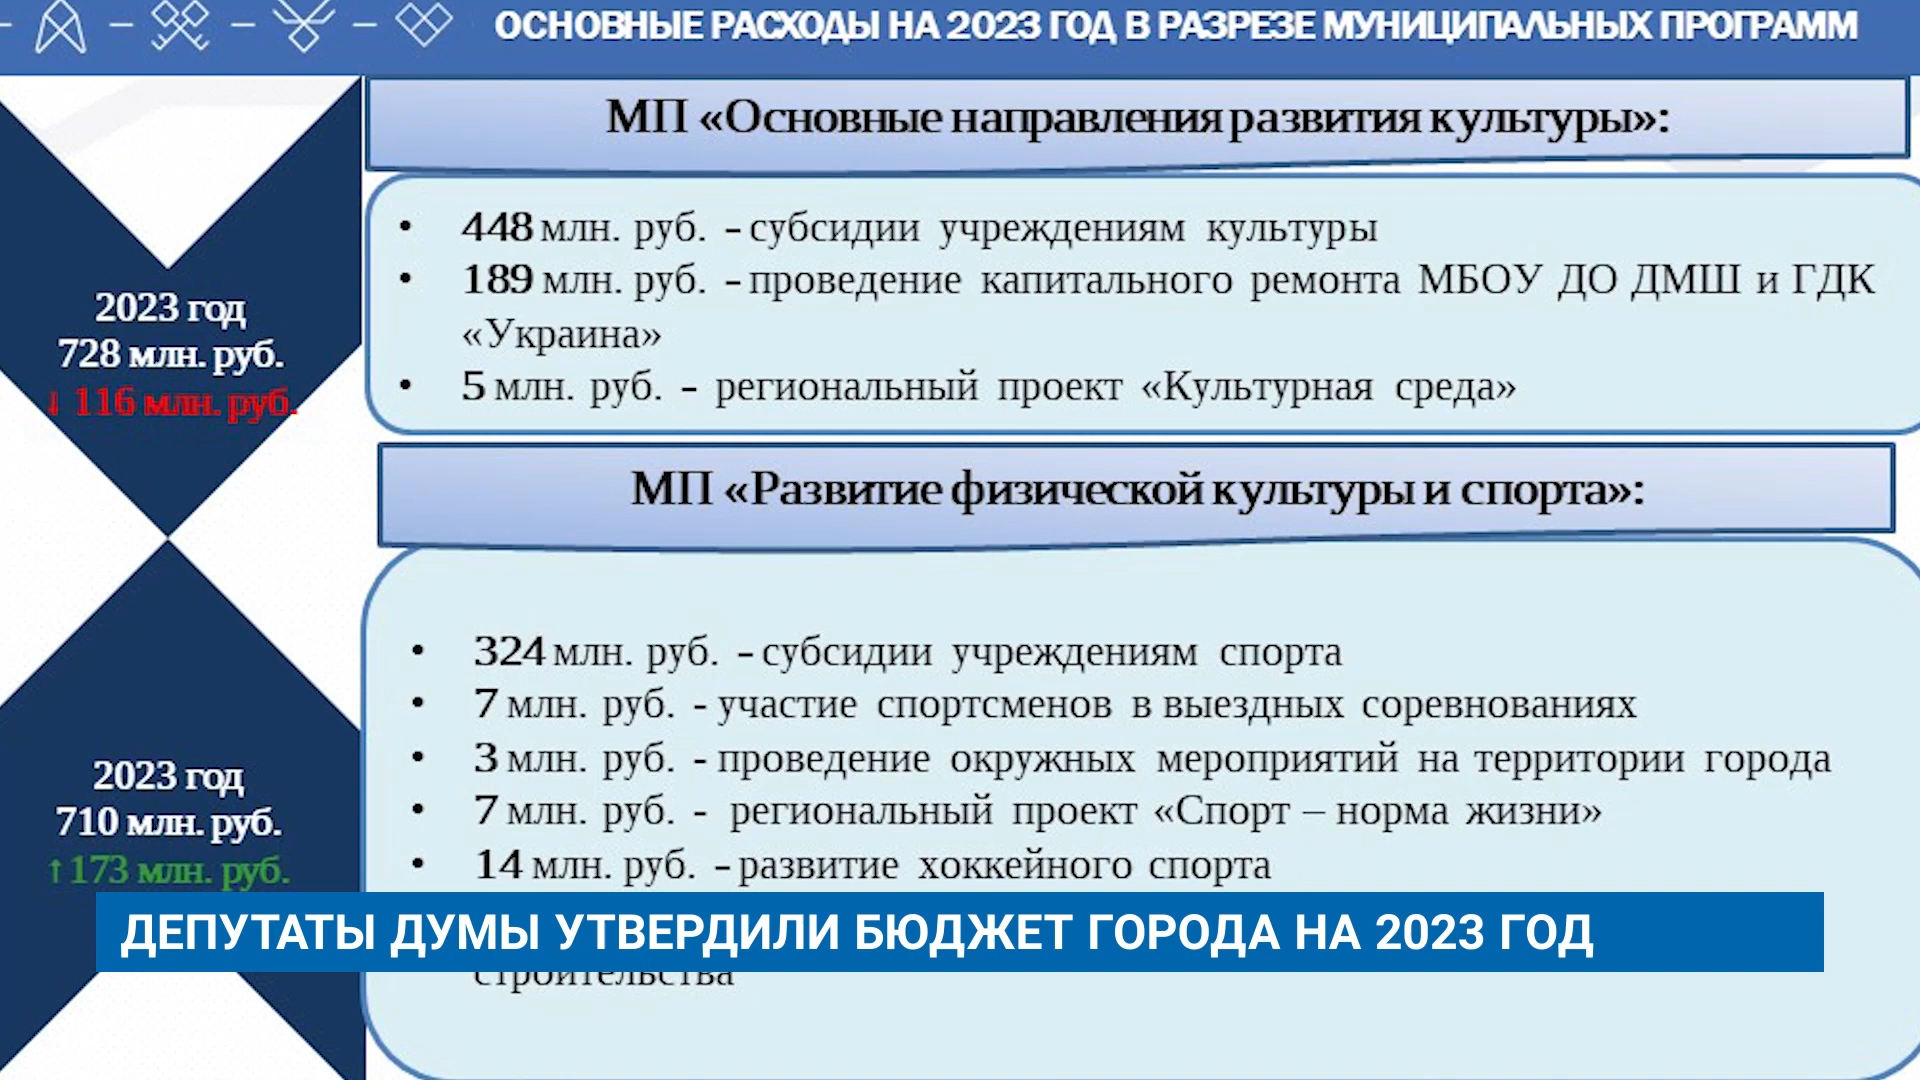 ОСНОВНЫЕ РАСХОДЫ НА 2023 ГОД В РАЗРЕЗЕ МУНИЦИПАЛЬНЫХ ПРОГРАММ
МП «Основные направления развития культуры»:
2023 год
728 млн. руб.
↓ 116 млн. руб.
• 448 млн. руб. – субсидии учреждениям культуры
• 189 млн. руб. – проведение капитального ремонта МБОУ ДО ДМШ и ГДК
«Украина»
• 5 млн. руб. – региональный проект «Культурная среда»
МП «Развитие физической культуры и спорта»:
2023 год
710 млн. руб.
↑ 173 млн. руб.
• 324 млн. руб. – субсидии учреждениям спорта
• 7 млн. руб. - участие спортсменов в выездных соревнованиях
• 3 млн. руб. - проведение окружных мероприятий на территории города
• 7 млн. руб. - региональный проект «Спорт – норма жизни»
• 14 млн. руб. – развитие хоккейного спорта
ДЕПУТАТЫ ДУМЫ УТВЕРДИЛИ БЮДЖЕТ ГОРОДА НА 2023 ГОД
строительства